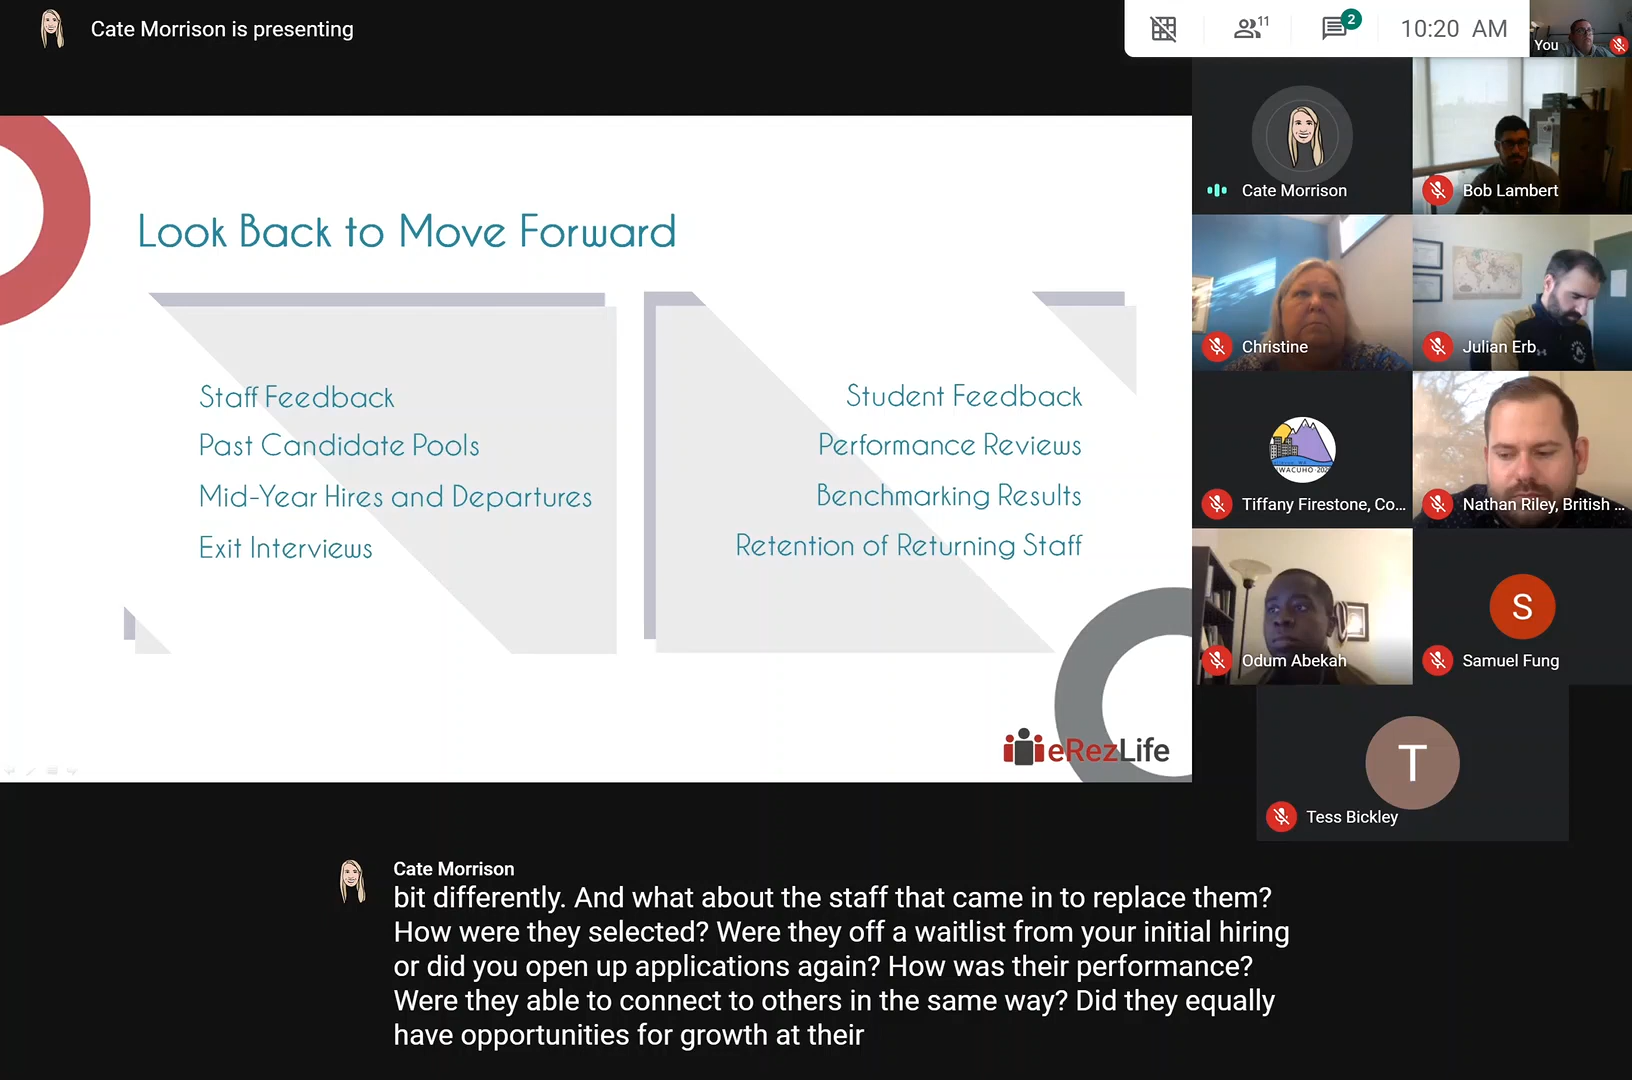 Cate Morrison is presenting
11
2
10:20 AM
You
Look Back to Move Forward
Staff Feedback
Past Candidate Pools
Mid-Year Hires and Departures
Exit Interviews
Student Feedback
Performance Reviews
Benchmarking Results
Retention of Returning Staff
eRezLife
Cate Morrison
Bob Lambert
Christine
Julian Erb
Tiffany Firestone, Co...
Nathan Riley, British ...
Odum Abekah
S
Samuel Fung
T
Tess Bickley
Cate Morrison
bit differently. And what about the staff that came in to replace them?
How were they selected? Were they off a waitlist from your initial hiring
or did you open up applications again? How was their performance?
Were they able to connect to others in the same way? Did they equally
have opportunities for growth at their